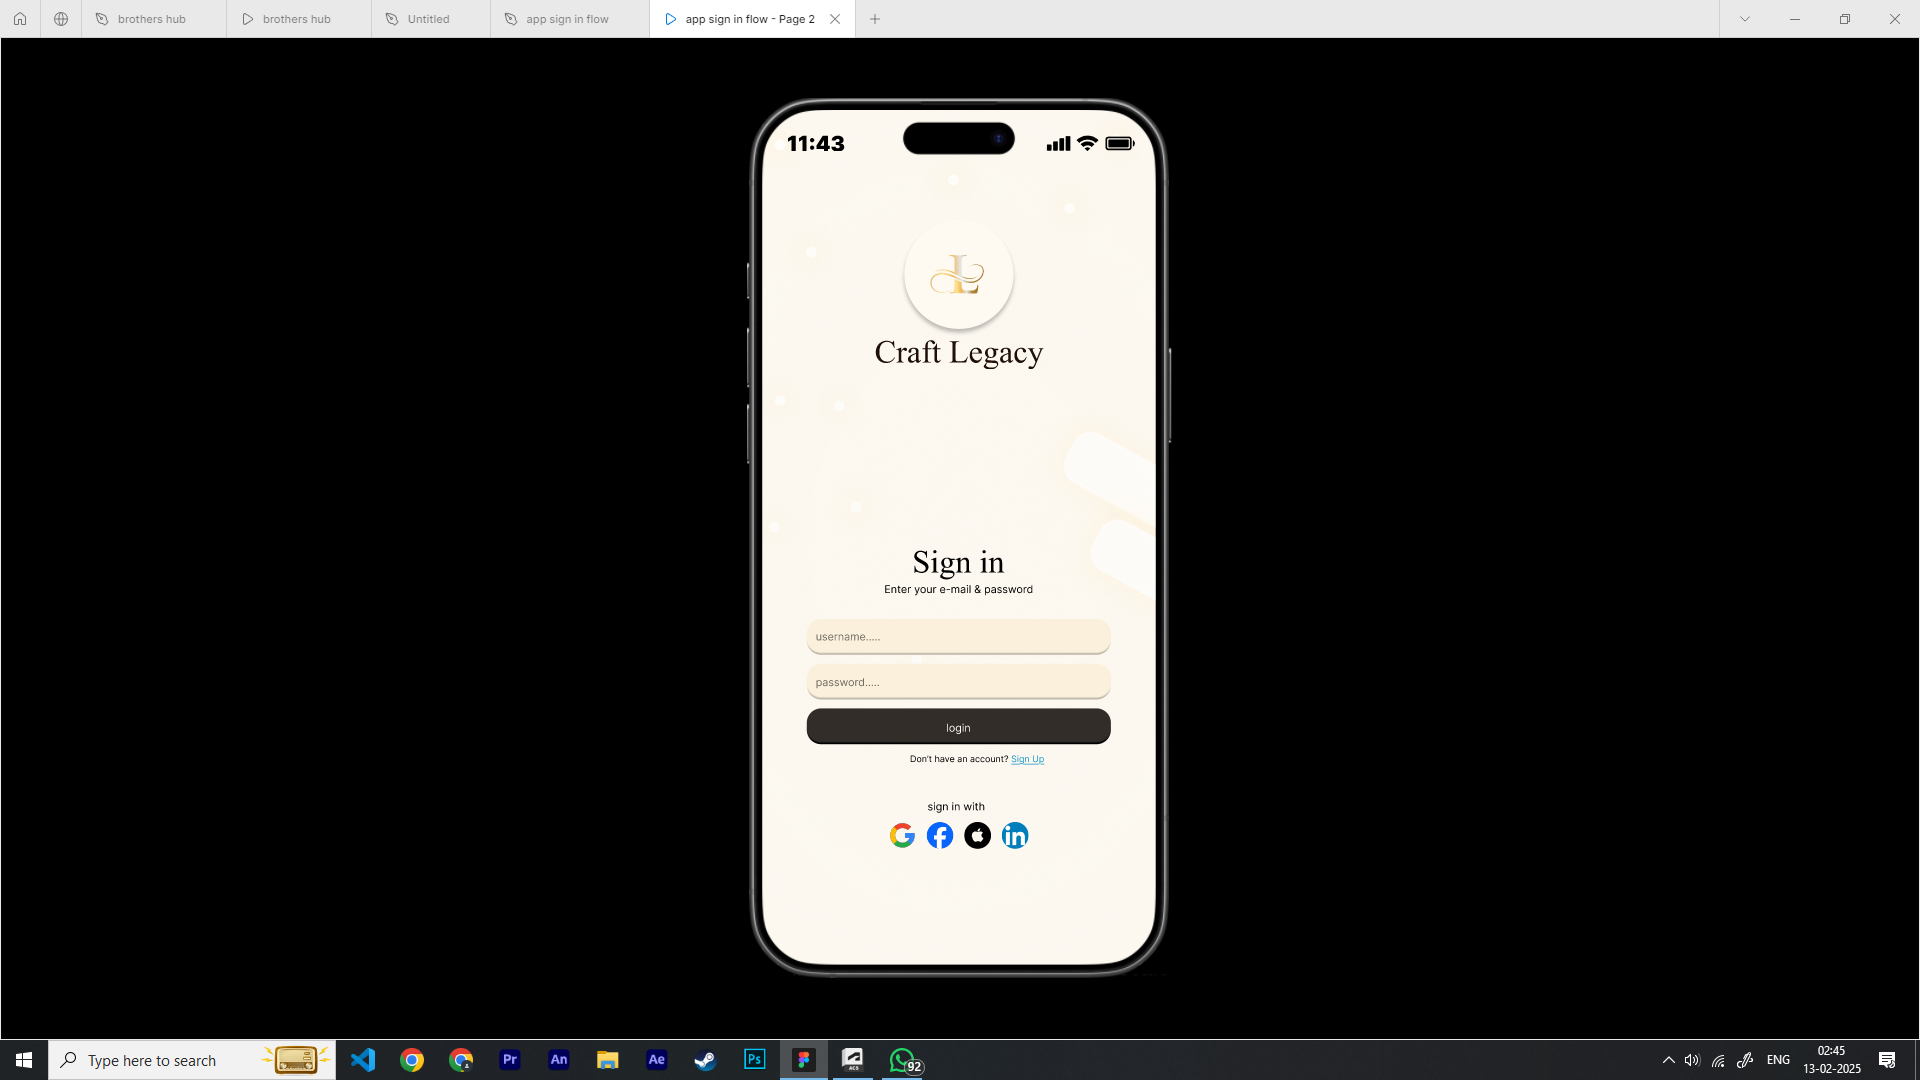 brothers hub
brothers hub
Untitled
app sign in flow
app sign in flow - Page 2
11:43
L
Craft Legacy
Sign in
Enter your e-mail & password
username.....
password.....
login
Don't have an account? Sign Up
sign in with
G
f
in
Type here to search
Pr
An
Ae
Ps
ACS
92
ENG
02:45
13-02-2025